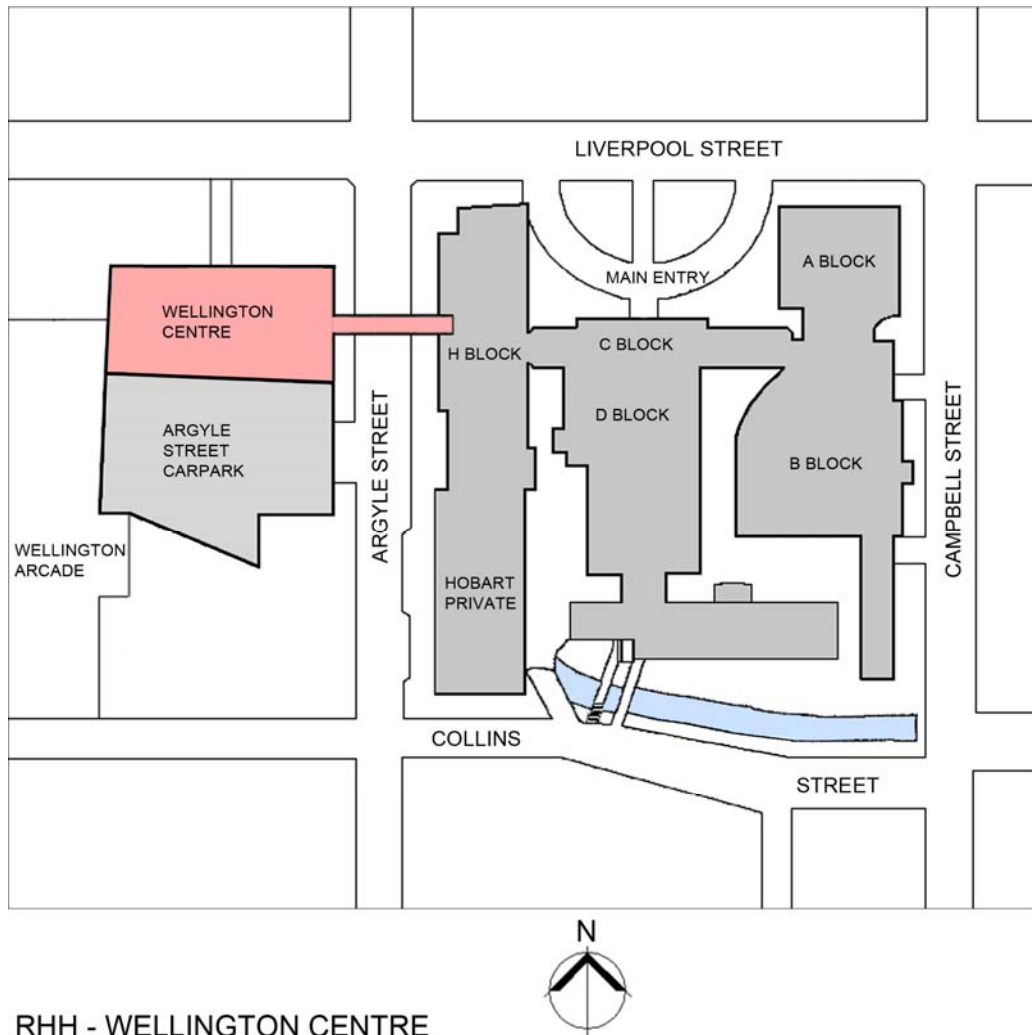 LIVERPOOL STREET
MAIN ENTRY
A BLOCK
WELLINGTON
CENTRE
H BLOCK
C BLOCK
D BLOCK
ARGYLE
STREET
CARPARK
ARGYLE STREET
B BLOCK
CAMPBELL STREET
WELLINGTON
ARCADE
HOBART
PRIVATE
COLLINS
STREET
N
RHH - WELLINGTON CENTRE